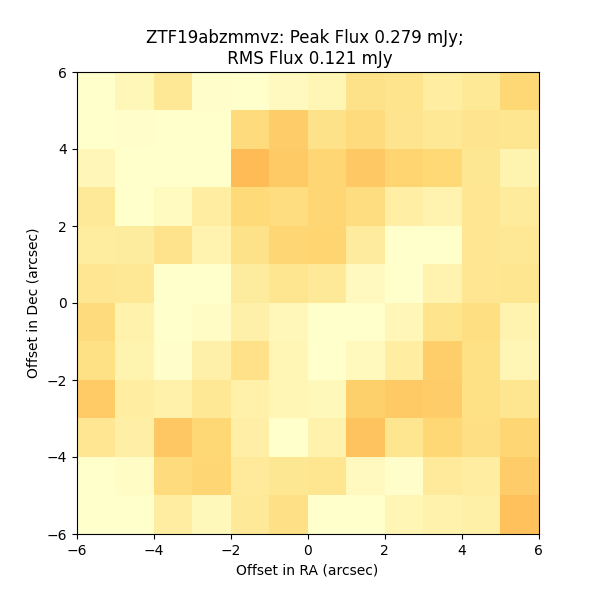 ZTF19abzmmvz: Peak Flux 0.279 mJy;
RMS Flux 0.121 mJy
6
4
2
0
−2
−4
−6
Offset in Dec (arcsec)
−6 −4 −2 0 2 4 6
Offset in RA (arcsec)